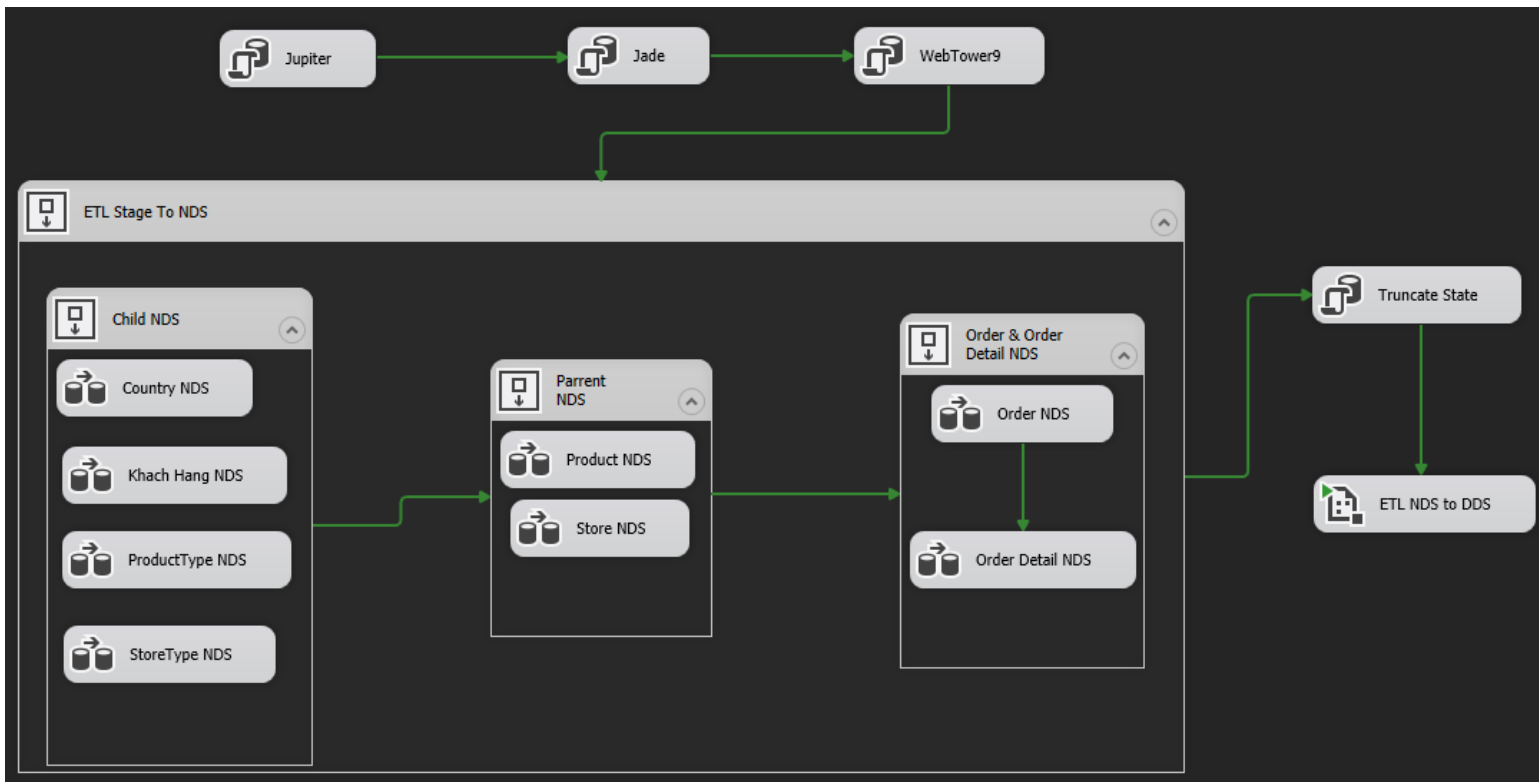 Jupiter
Jade
WebTower9
ETL Stage To NDS
Child NDS
Country NDS
Khach Hang NDS
ProductType NDS
StoreType NDS
Parrent
NDS
Product NDS
Store NDS
Order & Order
Detail NDS
Order NDS
Order Detail NDS
Truncate State
ETL NDS to DDS